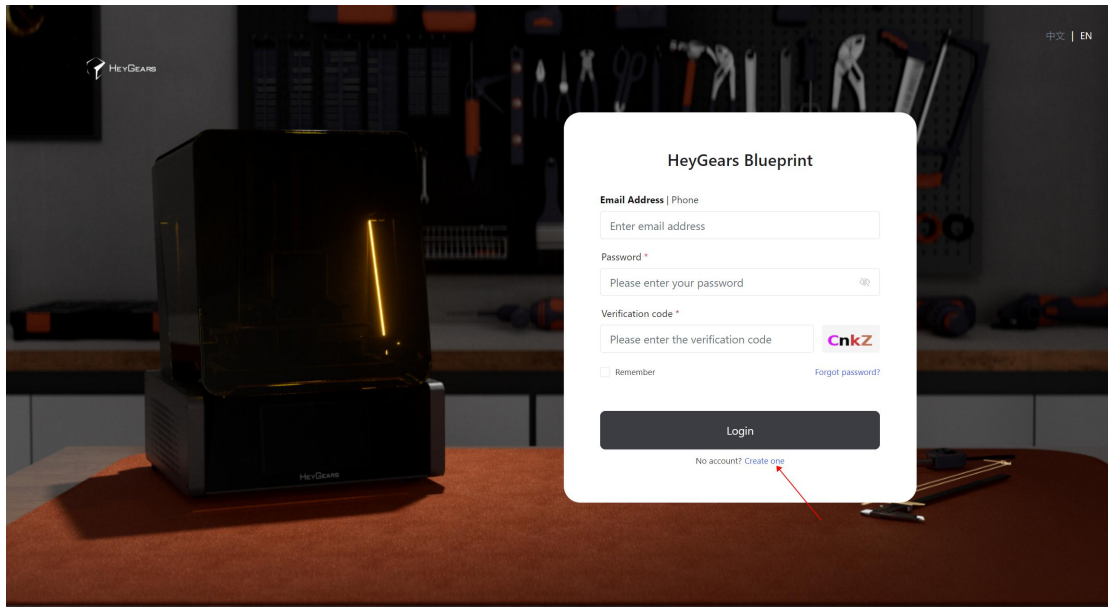 HEYGEARS
中文 | EN
HeyGears Blueprint
Email Address | Phone
Enter email address
Password *
Please enter your password
Verification code *
Please enter the verification code
CnkZ
Remember
Forgot password?
Login
No account? Create one
HEYGEARS